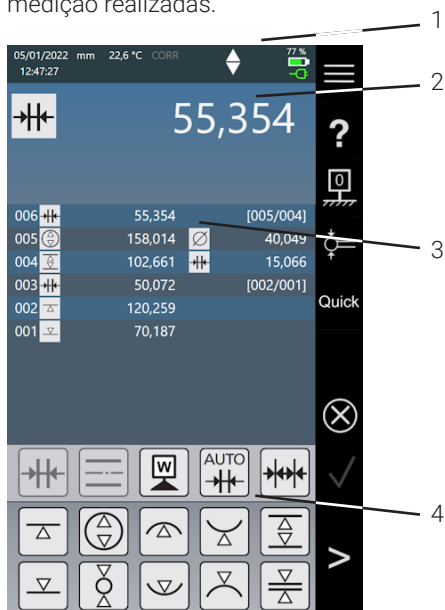 medição realizadas.
1
05/01/2022 mm 22,6 °C CORR 77 %
12:47:27
2
55,354
?
0
006 55,354 [005/004]
005 158,014 40,049
3
004 102,661 15,066
003 50,072 [002/001]
002 120,259
Quick
001 70,187
W
AUTO
4
>